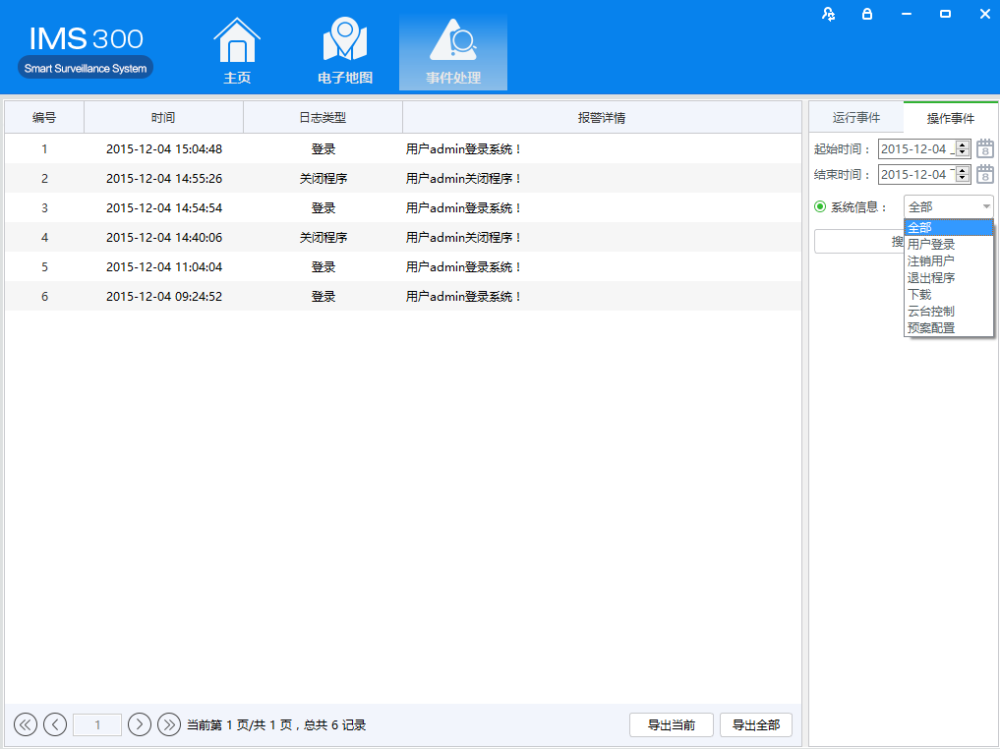 IMS 300
Smart Surveillance System
主页
电子地图
事件处理
编号 时间 日志类型 报警详情
1 2015-12-04 15:04:48 登录 用户admin登录系统！
2 2015-12-04 14:55:26 关闭程序 用户admin关闭程序！
3 2015-12-04 14:54:54 登录 用户admin登录系统！
4 2015-12-04 14:40:06 关闭程序 用户admin关闭程序！
5 2015-12-04 11:04:04 登录 用户admin登录系统！
6 2015-12-04 09:24:52 登录 用户admin登录系统！
1
当前第 1 页/共 1 页，总共 6 记录
导出当前
导出全部
运行事件 操作事件
起始时间： 2015-12-04 8
结束时间： 2015-12-04 8
系统信息： 全部
搜
全部
用户登录
注销用户
退出程序
下载
云台控制
预案配置